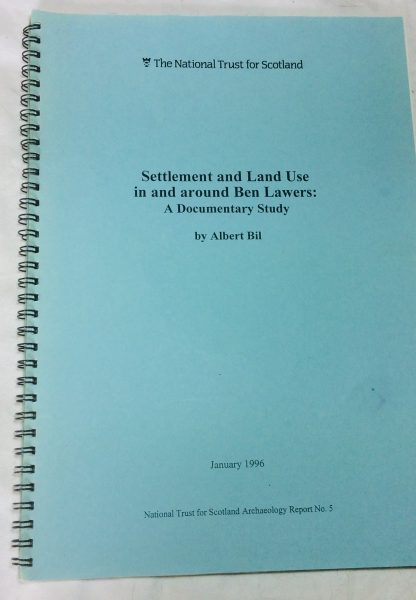 The National Trust for Scotland
Settlement and Land Use
in and around Ben Lawers:
A Documentary Study
by Albert Bil
January 1996
National Trust for Scotland Archaeology Report No. 5